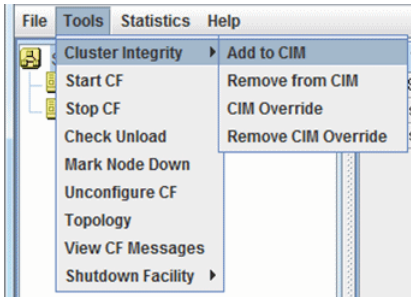 File Tools Statistics Help
Cluster Integrity Add to CIM
Start CF Remove from CIM
Stop CF CIM Override
Check Unload Remove CIM Override
Mark Node Down
Unconfigure CF
Topology
View CF Messages
Shutdown Facility